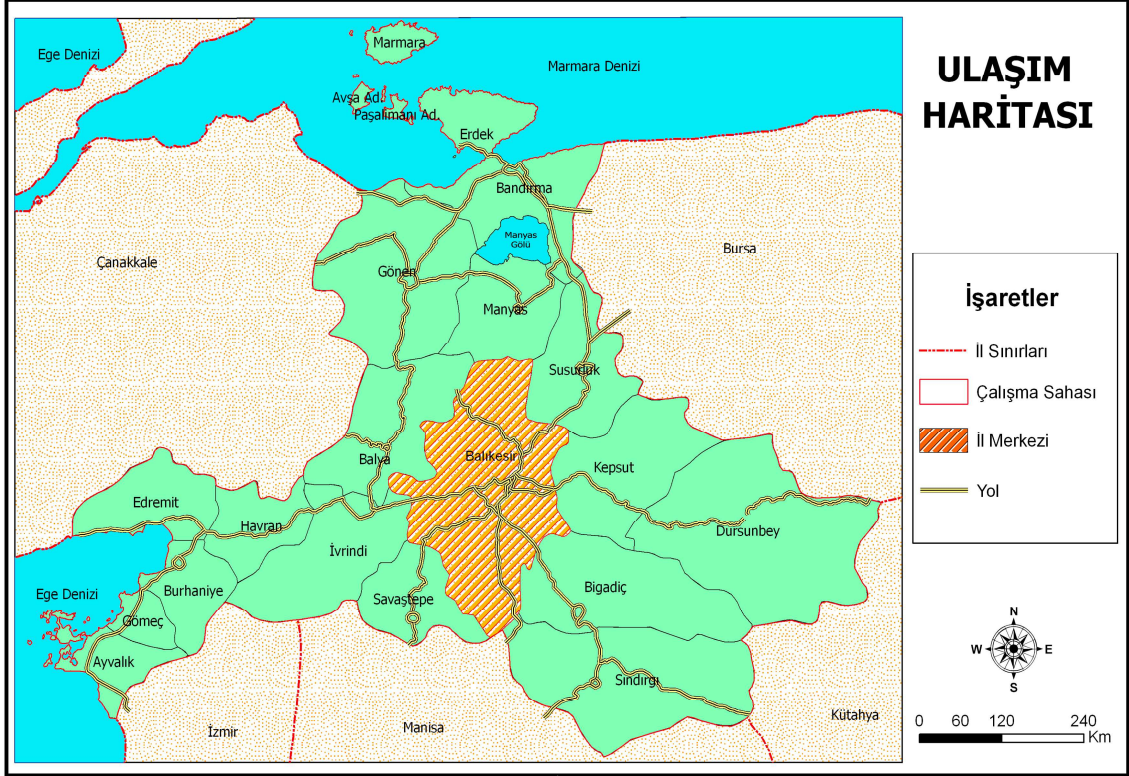 Ege Denizi
Marmara
Marmara Denizi
Avşa Ad.
Paşalimanı Ad.
Erdek
Bandırma
Manyas
Gölü
Bursa
Çanakkale
Gönen
Manyas
Susurluk
Balya
Balıkesir
Kepsut
Edremit
Havran
İvrindi
Dursunbey
Ege Denizi
Burhaniye
Savaştepe
Bigadiç
Gömeç
Ayvalık
Sındırgı
İzmir
Manisa
Kütahya
ULAŞIM
HARİTASI
İşaretler
İl Sınırları
Çalışma Sahası
İl Merkezi
Yol
N
W
E
S
0 60 120 240
Km